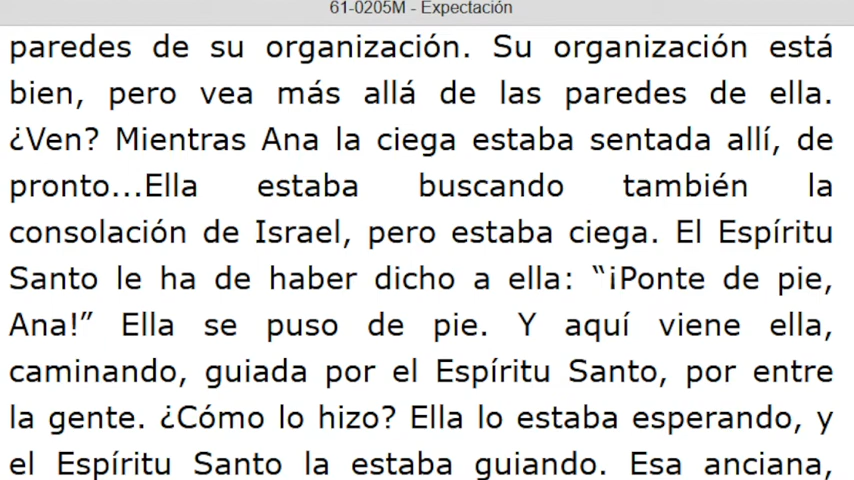 61-0205M - Expectación
paredes de su organización. Su organización está
bien, pero vea más allá de las paredes de ella.
¿Ven? Mientras Ana la ciega estaba sentada allí, de
pronto...Ella estaba buscando también la
consolación de Israel, pero estaba ciega. El Espíritu
Santo le ha de haber dicho a ella: “¡Ponte de pie,
Ana!” Ella se puso de pie. Y aquí viene ella,
caminando, guiada por el Espíritu Santo, por entre
la gente. ¿Cómo lo hizo? Ella lo estaba esperando, y
el Espíritu Santo la estaba guiando. Esa anciana,